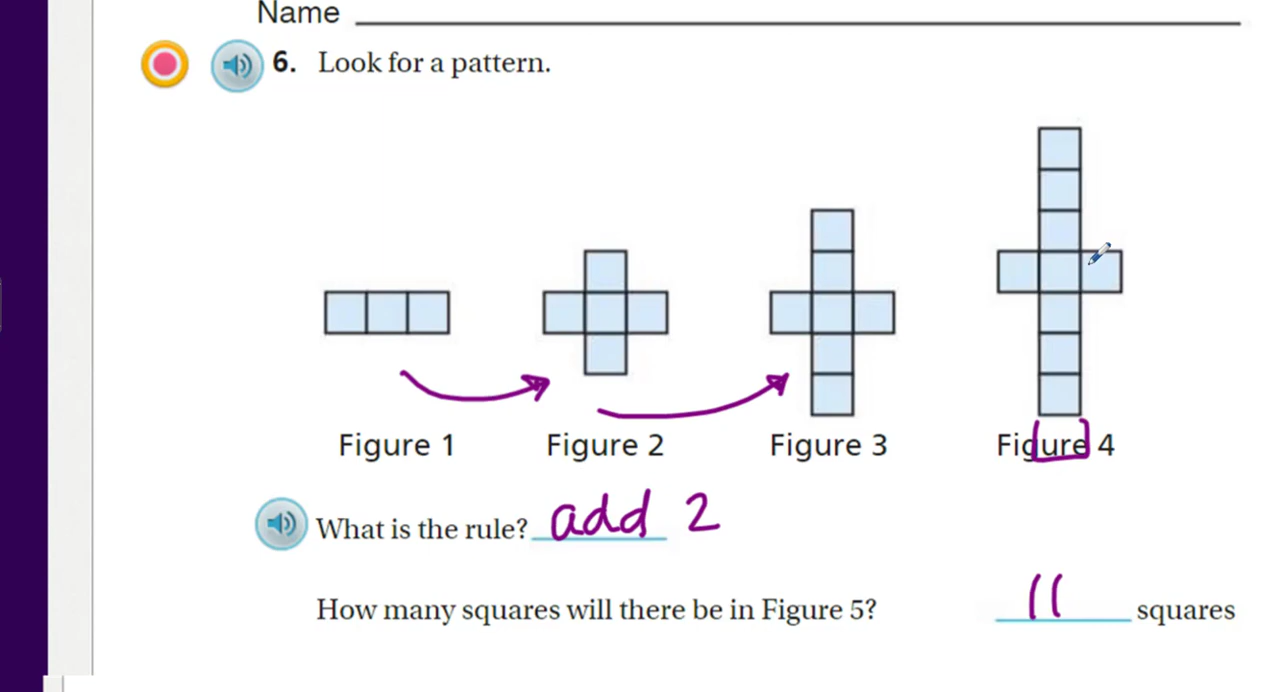 Name
6. Look for a pattern.
Figure 1 Figure 2 Figure 3 Figure 4
What is the rule? add 2
How many squares will there be in Figure 5? 11 squares